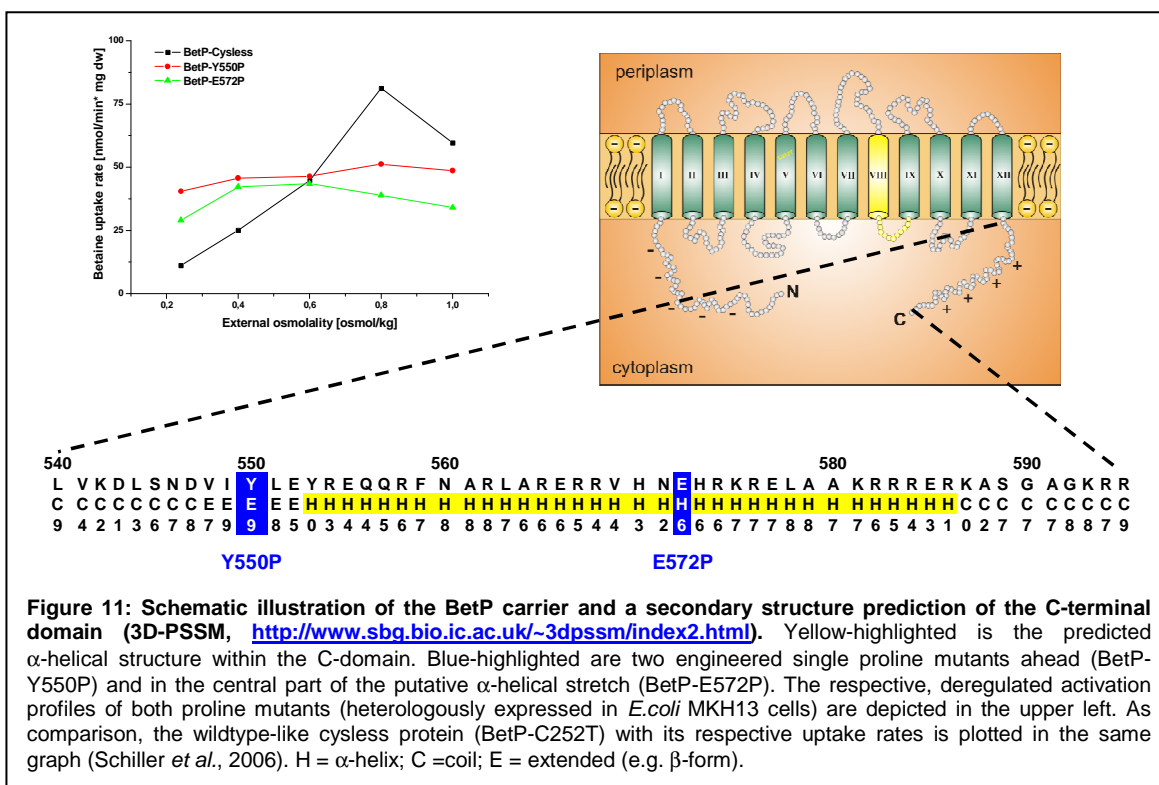 100
75
50
25
0
BetP-Cysless
BetP-Y550P
BetP-E572P
Betaine uptake rate [nmol/min* mg dw]
0,2 0,4 0,6 0,8 1,0
External osmolality [osmol/kg]
periplasm
I II III IV V VI VII VIII IX X XI XII
N
C
cytoplasm
540 550 560 580 590
L V K D L S N D V I Y L E Y R E Q Q R F N A R L A R E R R V H N E H R K R E L A A K R R R E R K A S G A G K R R
C C C C C C C C E E E E E H H H H H H H H H H H H H H H H H H H H H H H H H H H H H H H H H H C C C C C C C C C
9 4 2 1 3 6 7 8 7 9 9 8 5 0 3 4 4 5 6 7 8 8 8 8 8 6 6 5 4 4 3 2 6 6 6 7 7 7 8 8 7 7 6 5 4 3 1 0 2 7 7 7 8 8 7 9
Y550P E572P
Figure 11: Schematic illustration of the BetP carrier and a secondary structure prediction of the C-terminal
domain (3D-PSSM, http://www.sbg.bio.ic.ac.uk/~3dpssm/index2.html). Yellow-highlighted is the predicted
α-helical structure within the C-domain. Blue-highlighted are two engineered single proline mutants ahead (BetP-
Y550P) and in the central part of the putative α-helical stretch (BetP-E572P). The respective, deregulated activation
profiles of both proline mutants (heterologously expressed in E.coli MKH13 cells) are depicted in the upper left. As
comparison, the wildtype-like cysless protein (BetP-C252T) with its respective uptake rates is plotted in the same
graph (Schiller et al., 2006). H = α-helix; C =coil; E = extended (e.g. β-form).